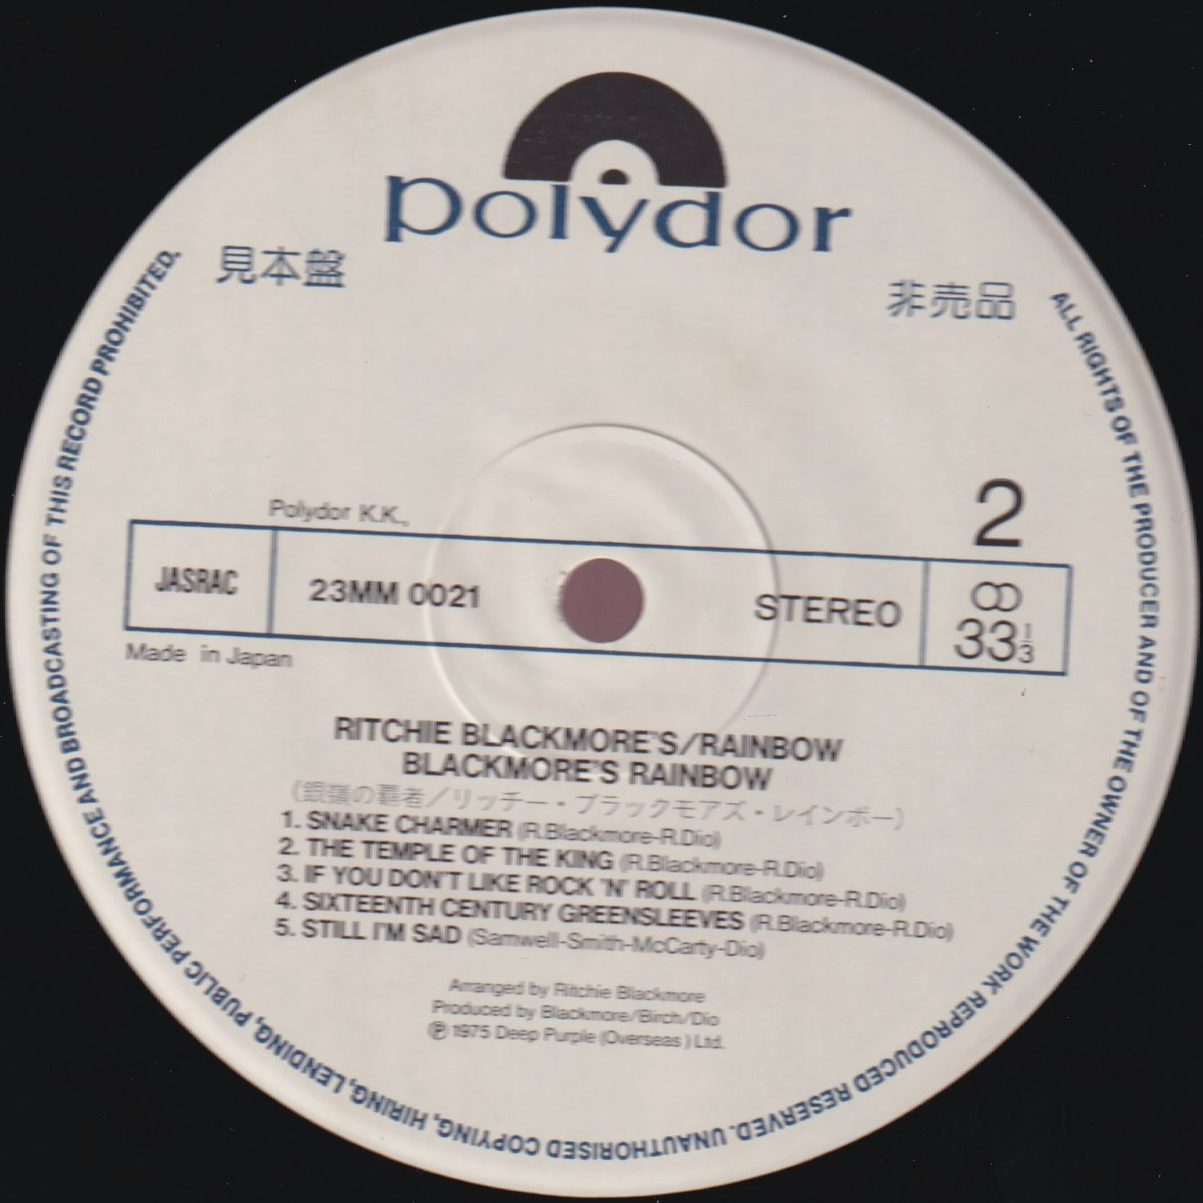 polydor
見本盤
非売品
2
Polydor K.K.,
JASRAC
23MM 0021
STEREO
33 1/3
Made in Japan
RITCHIE BLACKMORE'S/RAINBOW
BLACKMORE'S RAINBOW
(銀嶺の覇者/リッチー・ブラックモアズ・レインボー)
1. SNAKE CHARMER (R.Blackmore-R.Dio)
2. THE TEMPLE OF THE KING (R.Blackmore-R.Dio)
3. IF YOU DON'T LIKE ROCK 'N' ROLL (R.Blackmore-R.Dio)
4. SIXTEENTH CENTURY GREENSLEEVES (R.Blackmore-R.Dio)
5. STILL I'M SAD (Samwell-Smith-McCarty-Dio)
Arranged by Ritchie Blackmore
Produced by Blackmore/Birch/Dio
℗ 1975 Deep Purple (Overseas) Ltd.
ALL RIGHTS OF THE PRODUCER AND OF THE OWNER OF THE WORK REPRODUCED RESERVED. UNAUTHORISED COPYING, HIRING, LENDING, PUBLIC PERFORMANCE AND BROADCASTING OF THIS RECORD PROHIBITED.